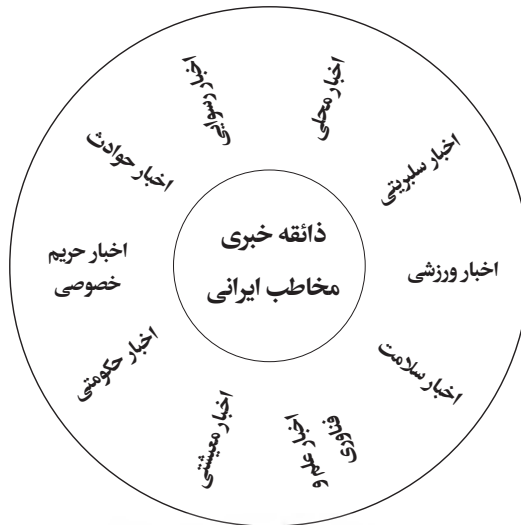 ذائقه خبری
مخاطب ایرانی
اخبار محلی
اخبار سلبریتی
اخبار ورزشی
اخبار سلامت
اخبار علم و
فناوری
اخبار معیشتی
اخبار حکومتی
اخبار حریم
خصوصی
اخبار حوادث
اخبار رسوایی